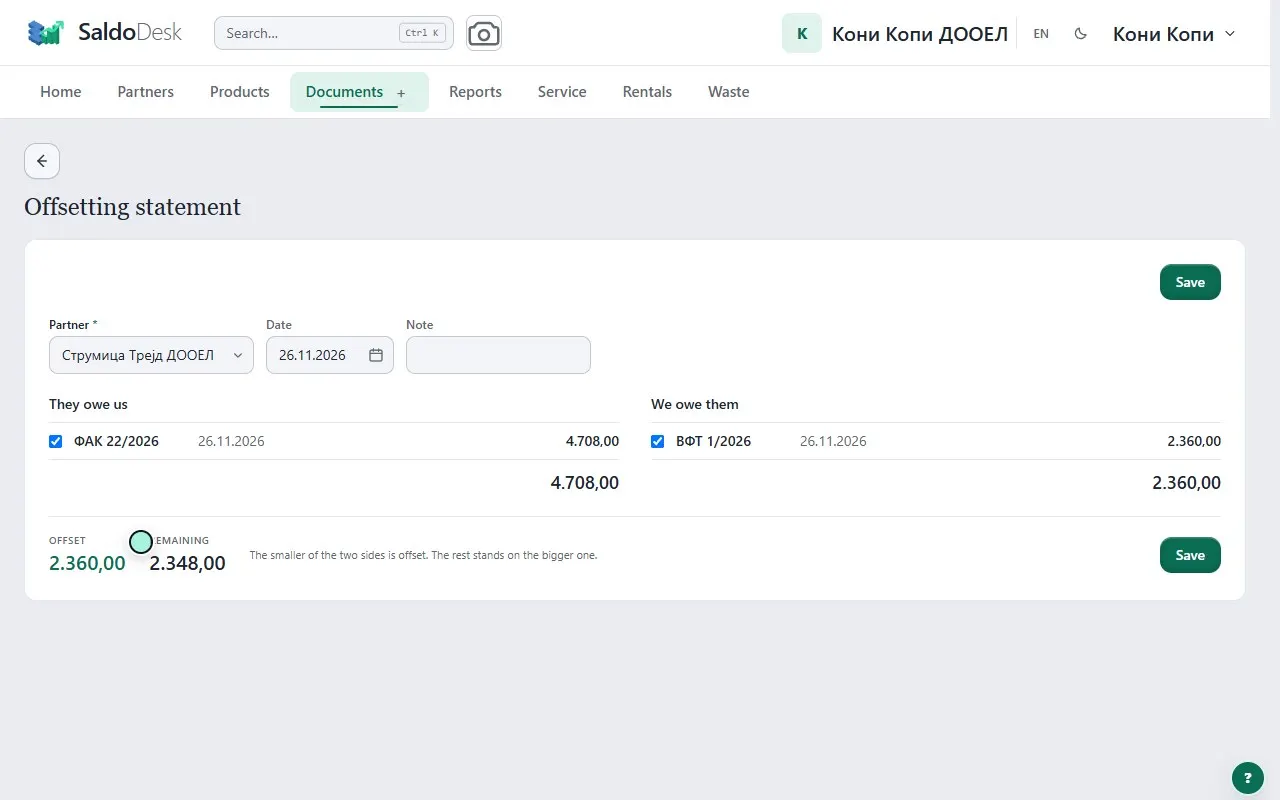 SaldoDesk
Search...
Ctrl K
К
Кони Копи ДООЕЛ
EN
Кони Копи
Home
Partners
Products
Documents +
Reports
Service
Rentals
Waste
Offsetting statement
Save
Partner *
Date
Note
Струмица Трејд ДООЕЛ
26.11.2026
They owe us
We owe them
ФАК 22/2026 26.11.2026 4.708,00
ВФТ 1/2026 26.11.2026 2.360,00
4.708,00
2.360,00
OFFSET
EMAINING
2.360,00
2.348,00
The smaller of the two sides is offset. The rest stands on the bigger one.
Save
?